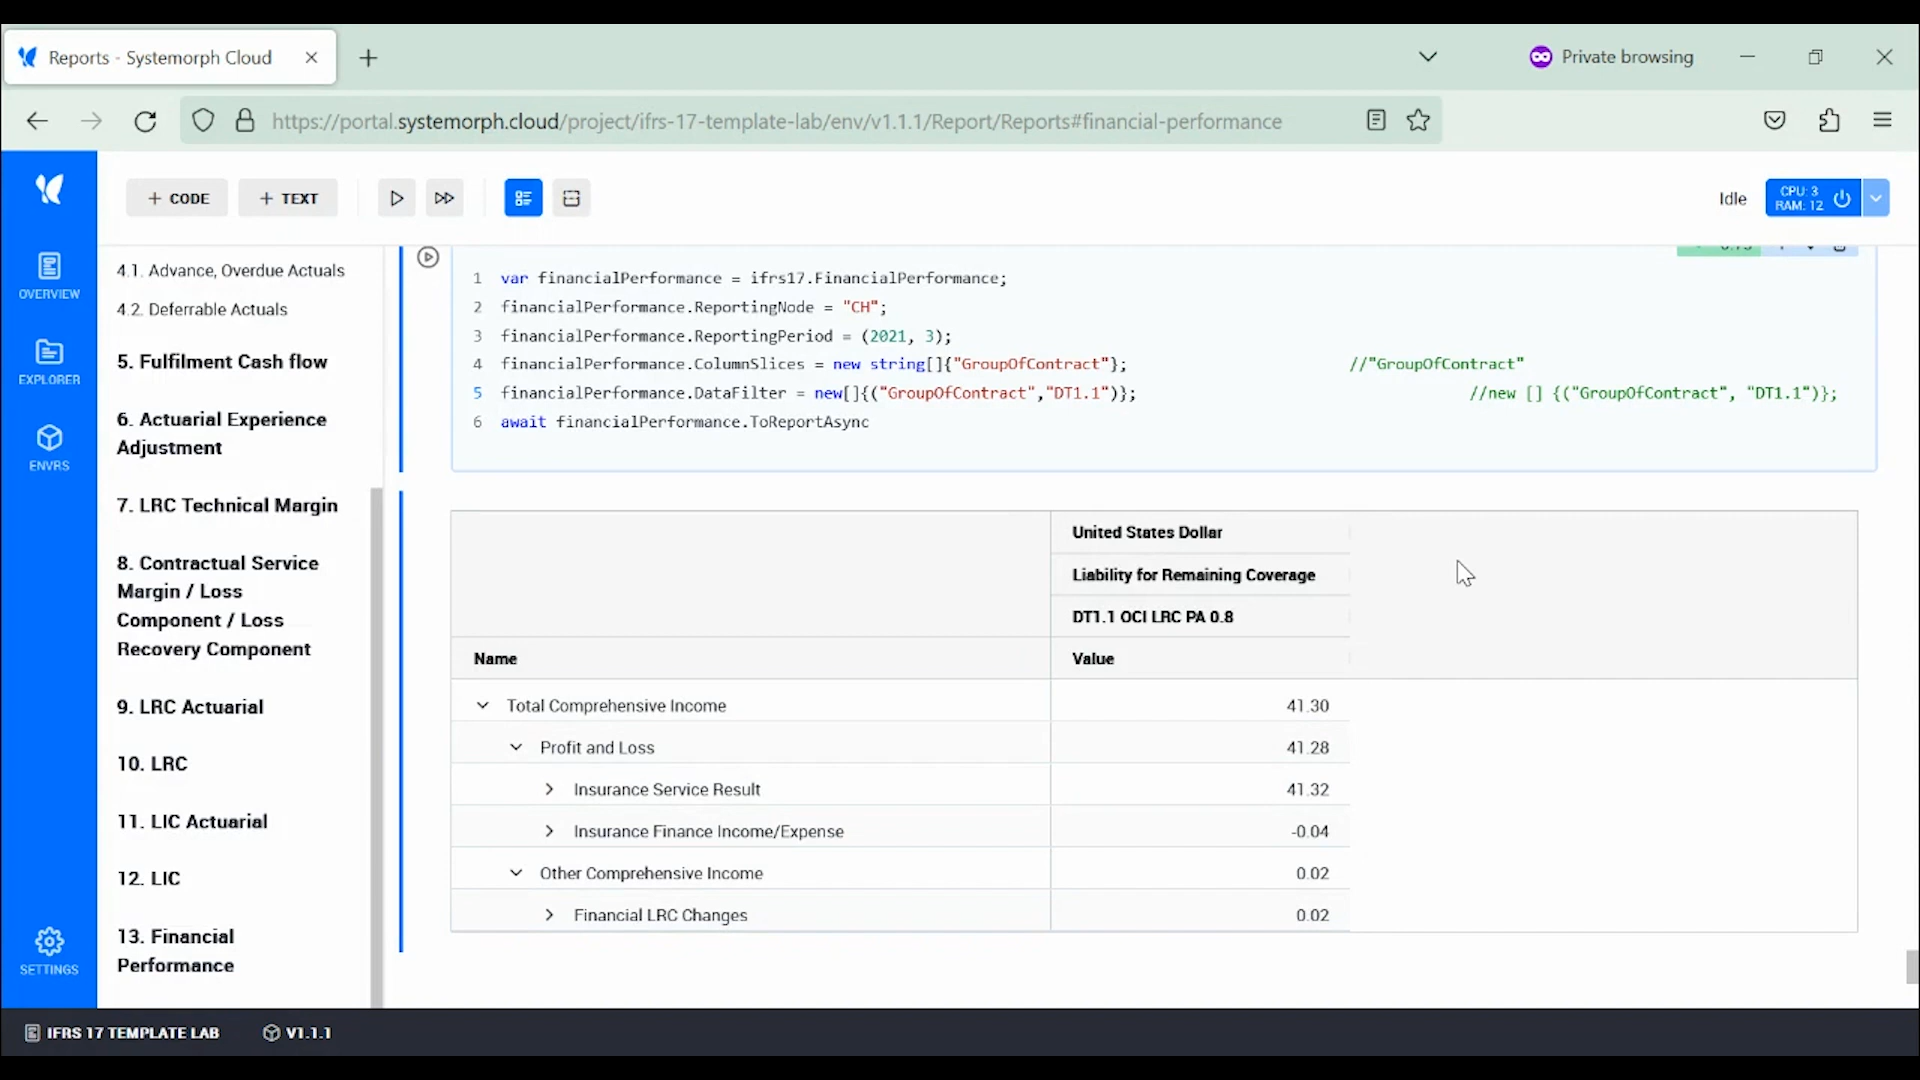 Reports - Systemorph Cloud
Private browsing
https://portal.systemorph.cloud/project/ifrs-17-template-lab/env/v1.1.1/Report/Reports#financial-performance
+ CODE
+ TEXT
Idle
CPU: 3
RAM: 12
OVERVIEW
EXPLORER
ENVRS
SETTINGS
4.1. Advance, Overdue Actuals
4.2. Deferrable Actuals
5. Fulfilment Cash flow
6. Actuarial Experience
Adjustment
7. LRC Technical Margin
8. Contractual Service
Margin / Loss
Component / Loss
Recovery Component
9. LRC Actuarial
10. LRC
11. LIC Actuarial
12. LIC
13. Financial
Performance
1 var financialPerformance = ifrs17.FinancialPerformance;
2 financialPerformance.ReportingNode = "CH";
3 financialPerformance.ReportingPeriod = (2021, 3);
4 financialPerformance.ColumnSlices = new string[]{"GroupOfContract"}; //"GroupOfContract"
5 financialPerformance.DataFilter = new[]{("GroupOfContract","DT1.1")}; //new [] {("GroupOfContract", "DT1.1")};
6 await financialPerformance.ToReportAsync
United States Dollar
Liability for Remaining Coverage
DT1.1 OCI LRC PA 0.8
Name Value
Total Comprehensive Income 41.30
Profit and Loss 41.28
Insurance Service Result 41.32
Insurance Finance Income/Expense -0.04
Other Comprehensive Income 0.02
Financial LRC Changes 0.02
IFRS 17 TEMPLATE LAB V1.1.1